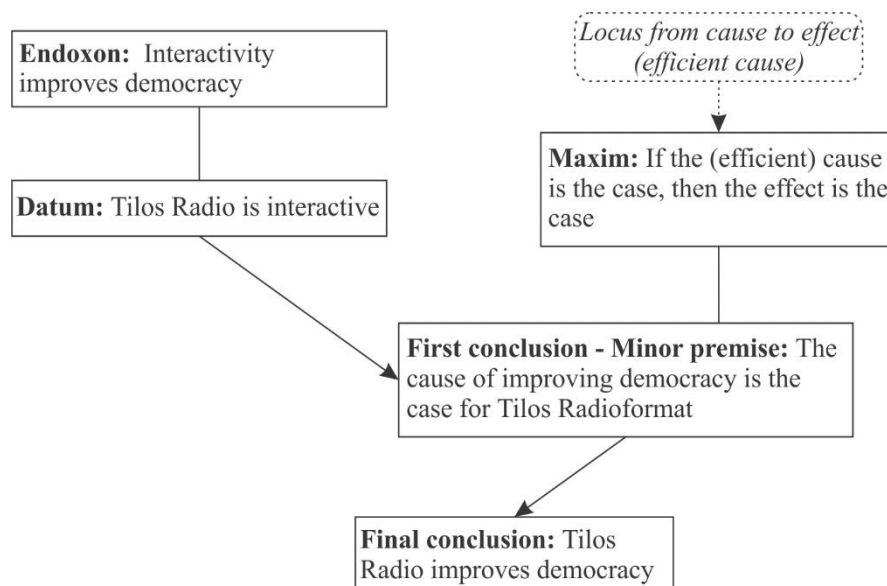 Endoxon: Interactivity
improves democracy
Locus from cause to effect
(efficient cause)
Maxim: If the (efficient) cause
is the case, then the effect is the
case
Datum: Tilos Radio is interactive
First conclusion - Minor premise: The
cause of improving democracy is the
case for Tilos Radioformat
Final conclusion: Tilos
Radio improves democracy